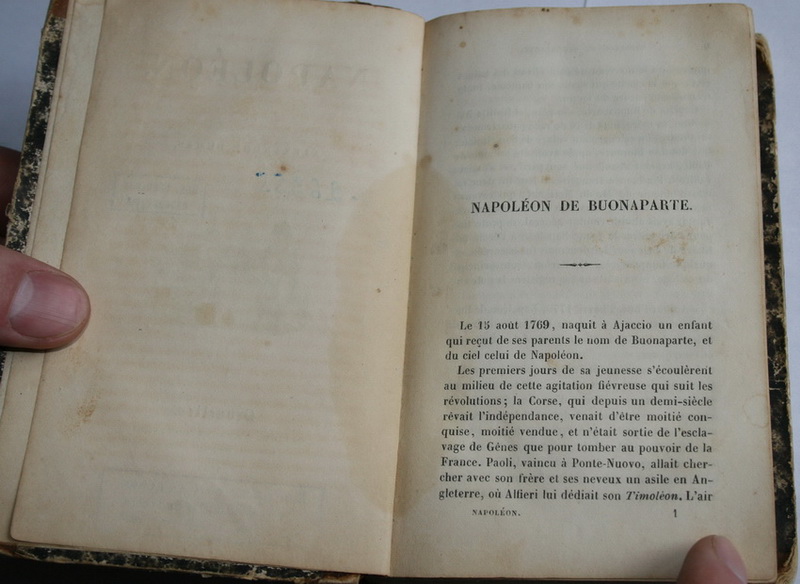 NAPOLÉON DE BUONAPARTE.
Le 15 août 1769, naquit à Ajaccio un enfant
qui reçut de ses parents le nom de Buonaparte, et
du ciel celui de Napoléon.
Les premiers jours de sa jeunesse s'écoulèrent
au milieu de cette agitation fiévreuse qui suit les
révolutions; la Corse, qui depuis un demi-siècle
rêvait l'indépendance, venait d'être moitié con-
quise, moitié vendue, et n'était sortie de l'escla-
vage de Gênes que pour tomber au pouvoir de la
France. Paoli, vaincu à Ponte-Nuovo, allait cher-
cher avec son frère et ses neveux un asile en An-
gleterre, où Alfieri lui dédiait son Timoléon. L'air
NAPOLÉON. 1